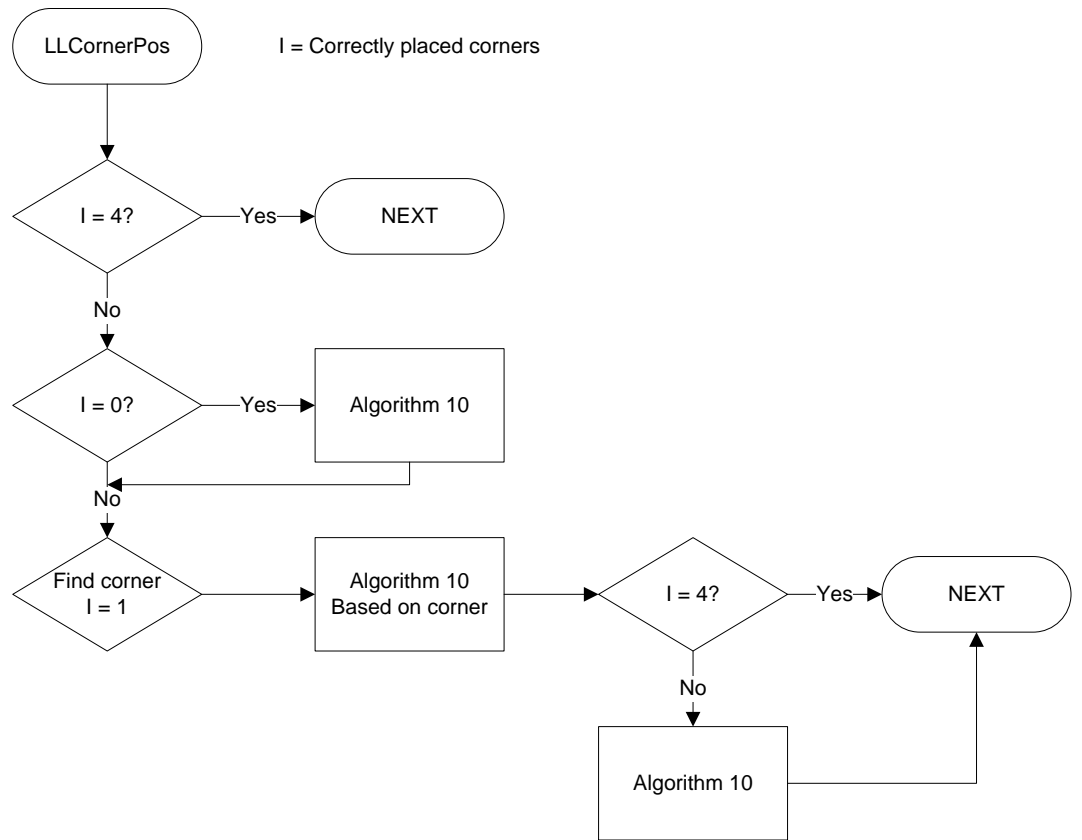 LLCornerPos
I = Correctly placed corners
I = 4?
Yes
NEXT
No
I = 0?
Yes
Algorithm 10
No
Find corner
I = 1
Algorithm 10
Based on corner
I = 4?
Yes
NEXT
No
Algorithm 10